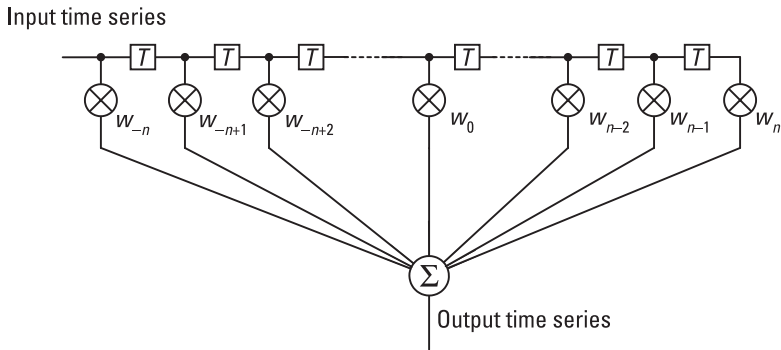 Input time series
T T T T T T
w₋ₙ w₋ₙ₊₁ w₋ₙ₊₂ w₀ wₙ₋₂ wₙ₋₁ wₙ
Σ
Output time series